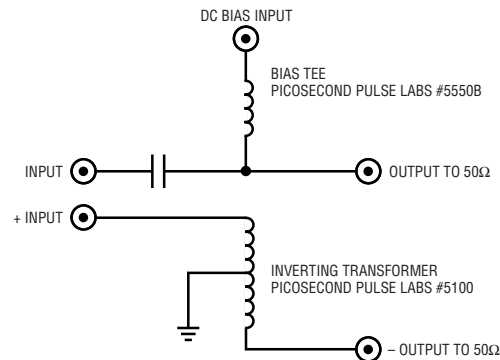 DC BIAS INPUT
BIAS TEE
PICOSECOND PULSE LABS #5550B
INPUT
OUTPUT TO 50Ω
+ INPUT
INVERTING TRANSFORMER
PICOSECOND PULSE LABS #5100
– OUTPUT TO 50Ω